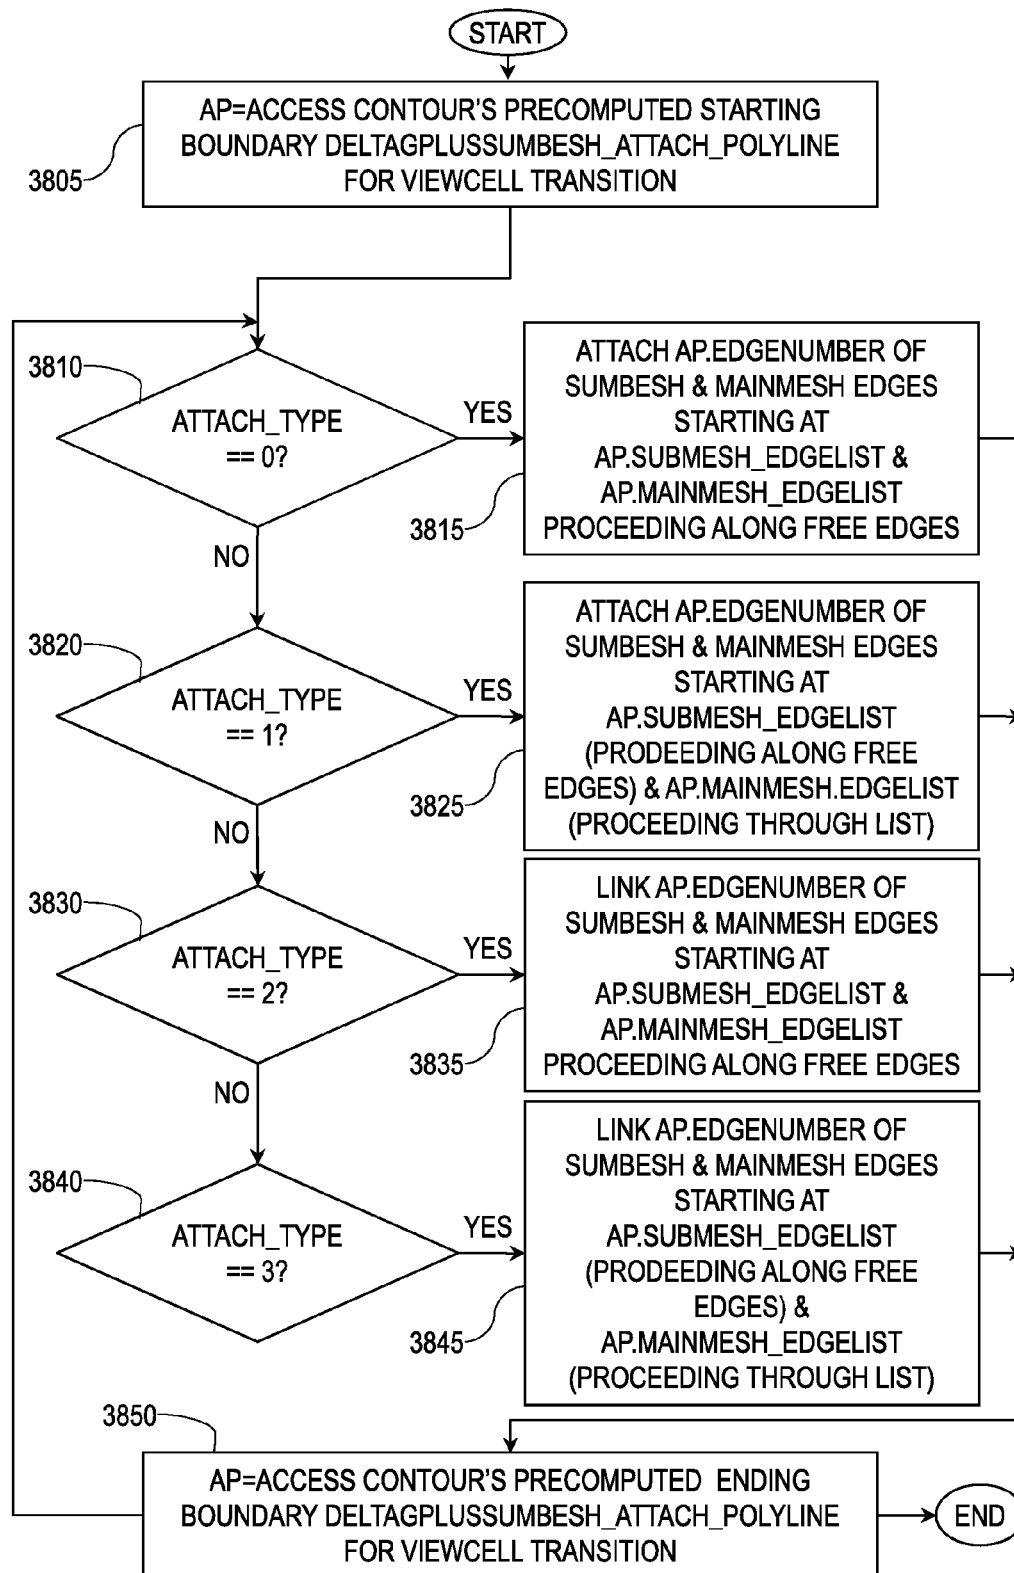 START
AP=ACCESS CONTOUR'S PRECOMPUTED STARTING
BOUNDARY DELTAGPLUSSUMBESH_ATTACH_POLYLINE
FOR VIEWCELL TRANSITION
3805
3810
ATTACH_TYPE
== 0?
YES
NO
ATTACH AP.EDGENUMBER OF
SUMBESH & MAINMESH EDGES
STARTING AT
AP.SUBMESH_EDGELIST &
AP.MAINMESH_EDGELIST
PROCEEDING ALONG FREE EDGES
3815
3820
ATTACH_TYPE
== 1?
YES
NO
ATTACH AP.EDGENUMBER OF
SUMBESH & MAINMESH EDGES
STARTING AT
AP.SUBMESH_EDGELIST
(PRODEEDING ALONG FREE
EDGES) & AP.MAINMESH.EDGELIST
(PROCEEDING THROUGH LIST)
3825
3830
ATTACH_TYPE
== 2?
YES
NO
LINK AP.EDGENUMBER OF
SUMBESH & MAINMESH EDGES
STARTING AT
AP.SUBMESH_EDGELIST &
AP.MAINMESH_EDGELIST
PROCEEDING ALONG FREE EDGES
3835
3840
ATTACH_TYPE
== 3?
YES
LINK AP.EDGENUMBER OF
SUMBESH & MAINMESH EDGES
STARTING AT
AP.SUBMESH_EDGELIST
(PRODEEDING ALONG FREE
EDGES) &
AP.MAINMESH_EDGELIST
(PROCEEDING THROUGH LIST)
3845
3850
AP=ACCESS CONTOUR'S PRECOMPUTED ENDING
BOUNDARY DELTAGPLUSSUMBESH_ATTACH_POLYLINE
FOR VIEWCELL TRANSITION
END